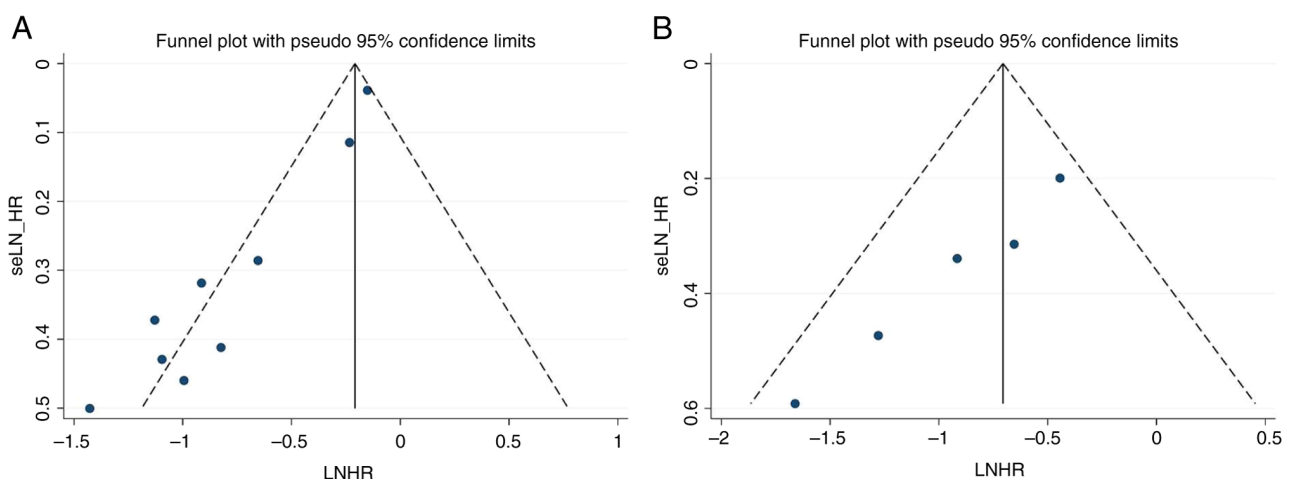 A
Funnel plot with pseudo 95% confidence limits
0
0.1
0.2
0.3
0.4
0.5
seLN_HR
−1.5 −1 −0.5 0 0.5 1
LNHR
B
Funnel plot with pseudo 95% confidence limits
0
0.2
0.4
0.6
seLN_HR
−2 −1.5 −1 −0.5 0 0.5
LNHR